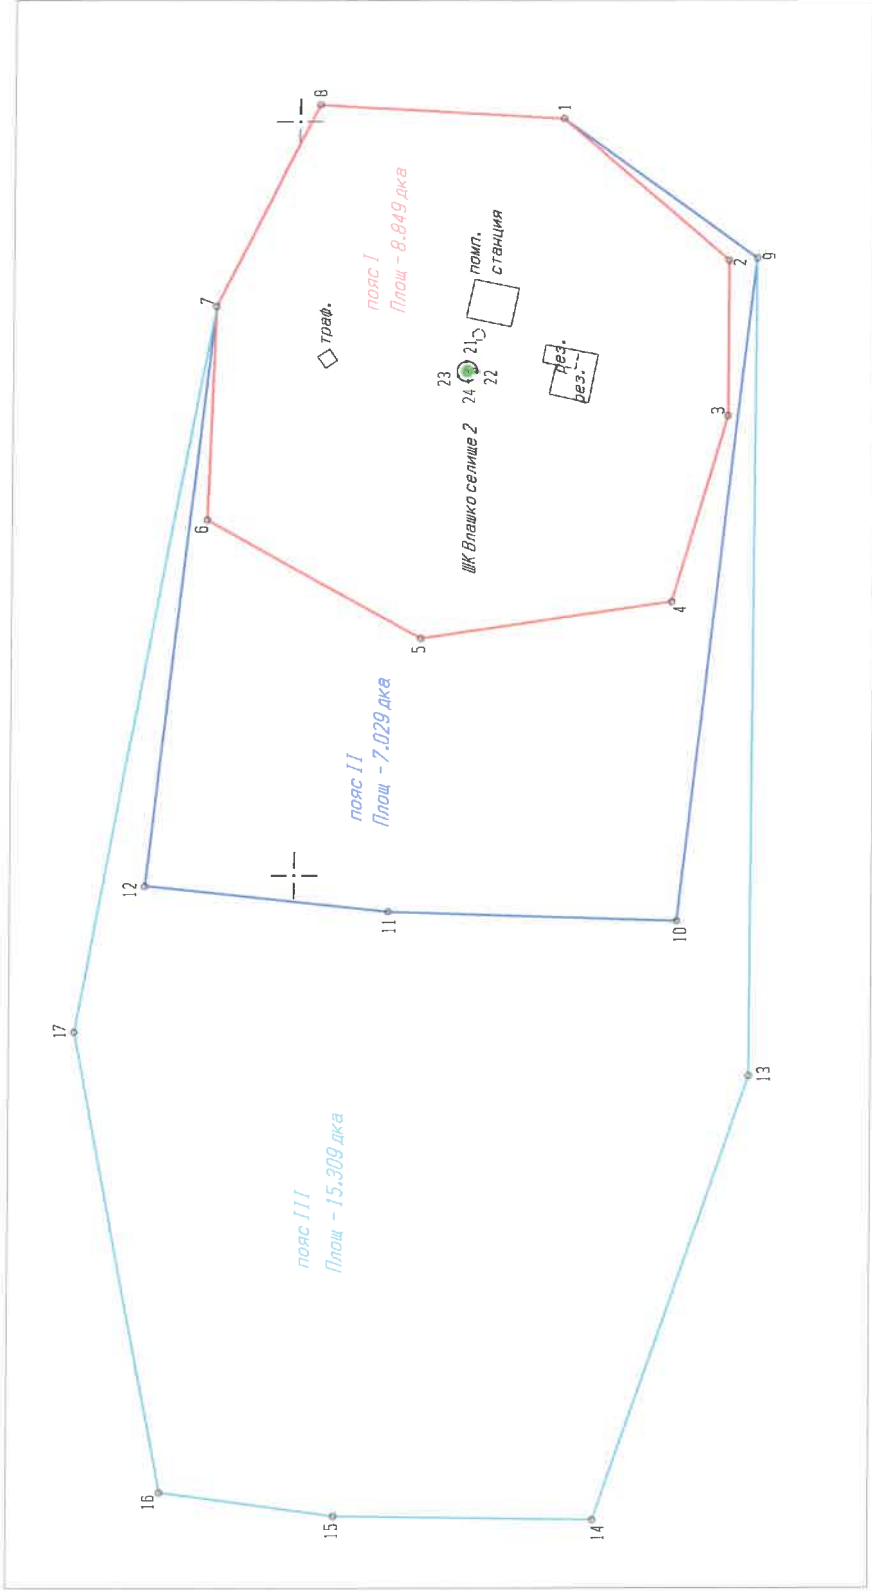 17
16
15
14
13
12
11
10
пояс III
Площ - 15.309 дка
пояс II
Площ - 7.029 дка
пояс I
Площ - 8.849 дка
7
8
1
2
9
3
4
5
6
траф.
помп.
станция
23
21
24
22
рез.
рез.
ШК Влашко селище 2